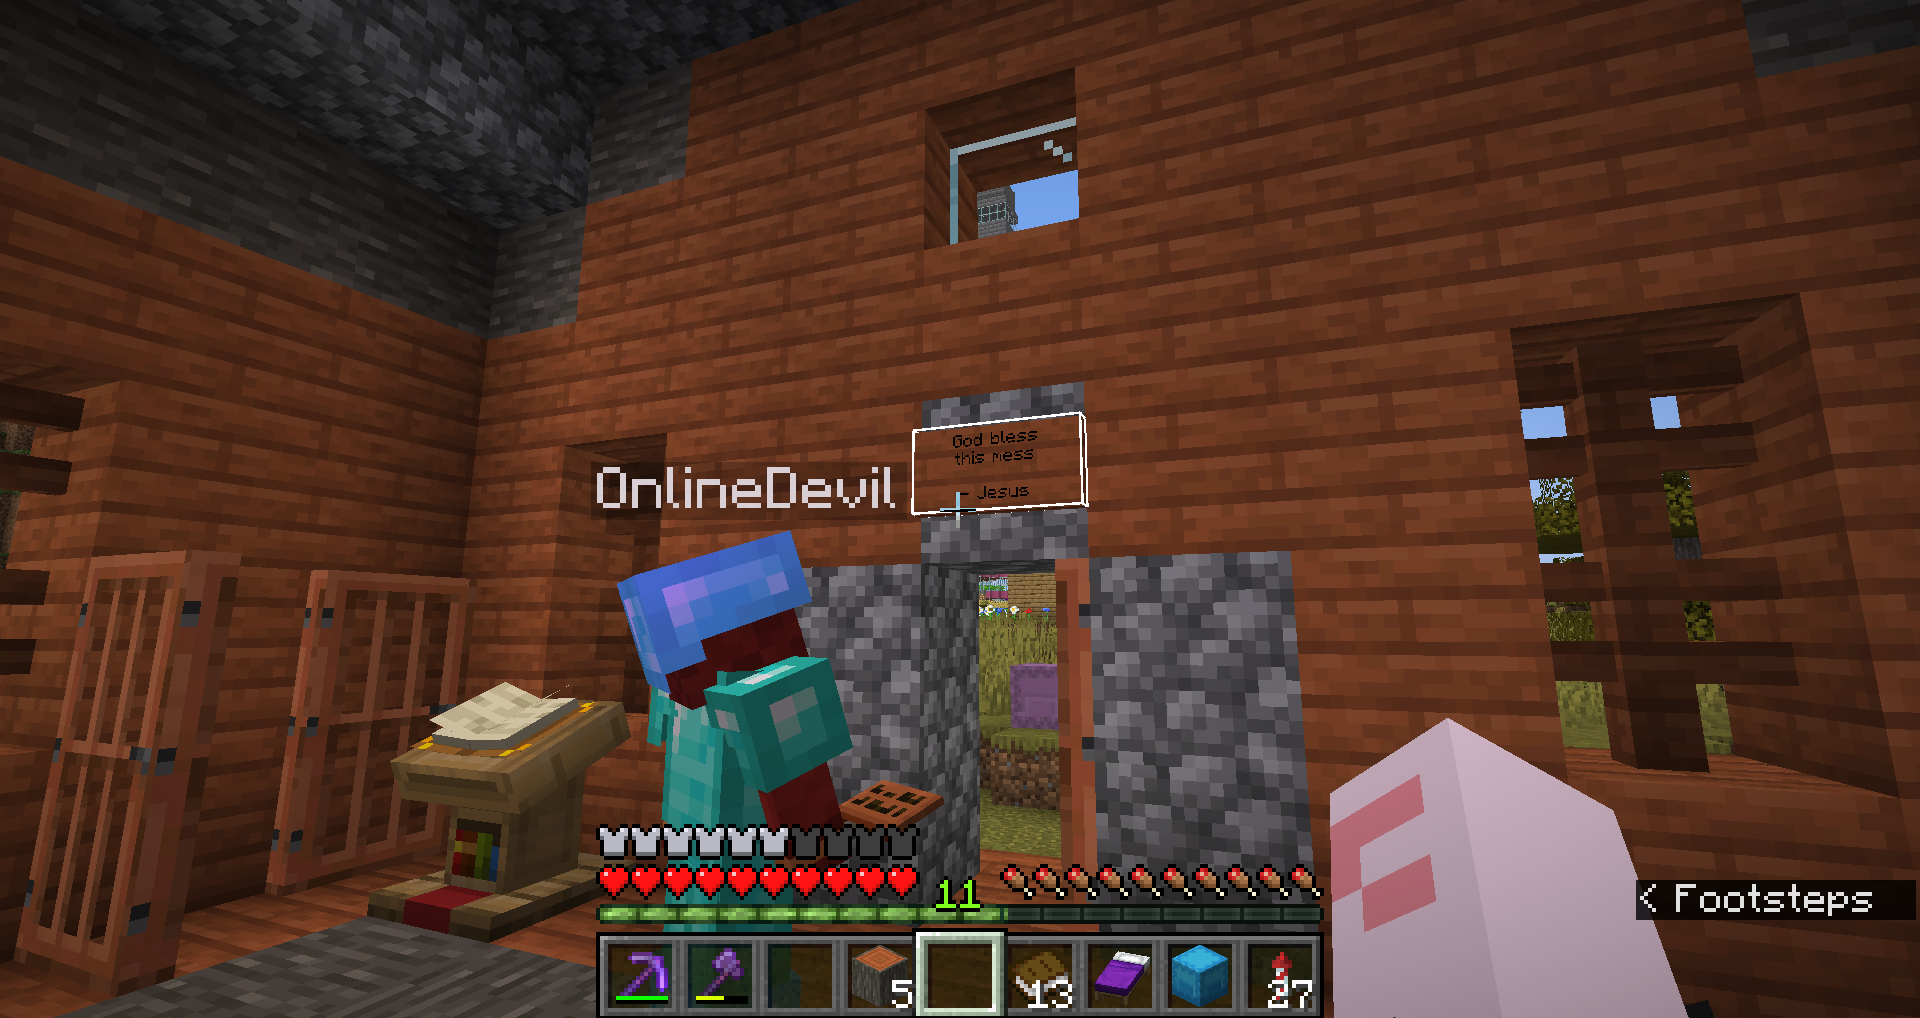 OnlineDevil
God bless
this mess
- Jesus
11
< Footsteps
5
13
27